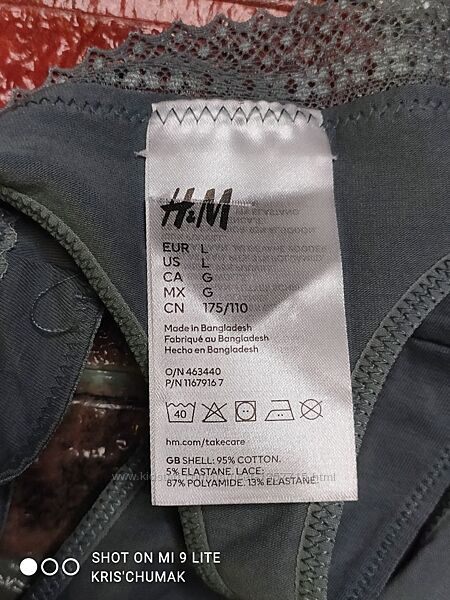 H&M
EUR L
US L
CA G
MX G
CN 175/110
Made in Bangladesh
Fabriqué au Bangladesh
Hecho en Bangladesh
O/N 463440
P/N 1167916 7
40
hm.com/takecare
GB SHELL: 95% COTTON.
5% ELASTANE. LACE:
87% POLYAMIDE. 13% ELASTANE.
SHOT ON MI 9 LITE
KRIS'CHUMAK